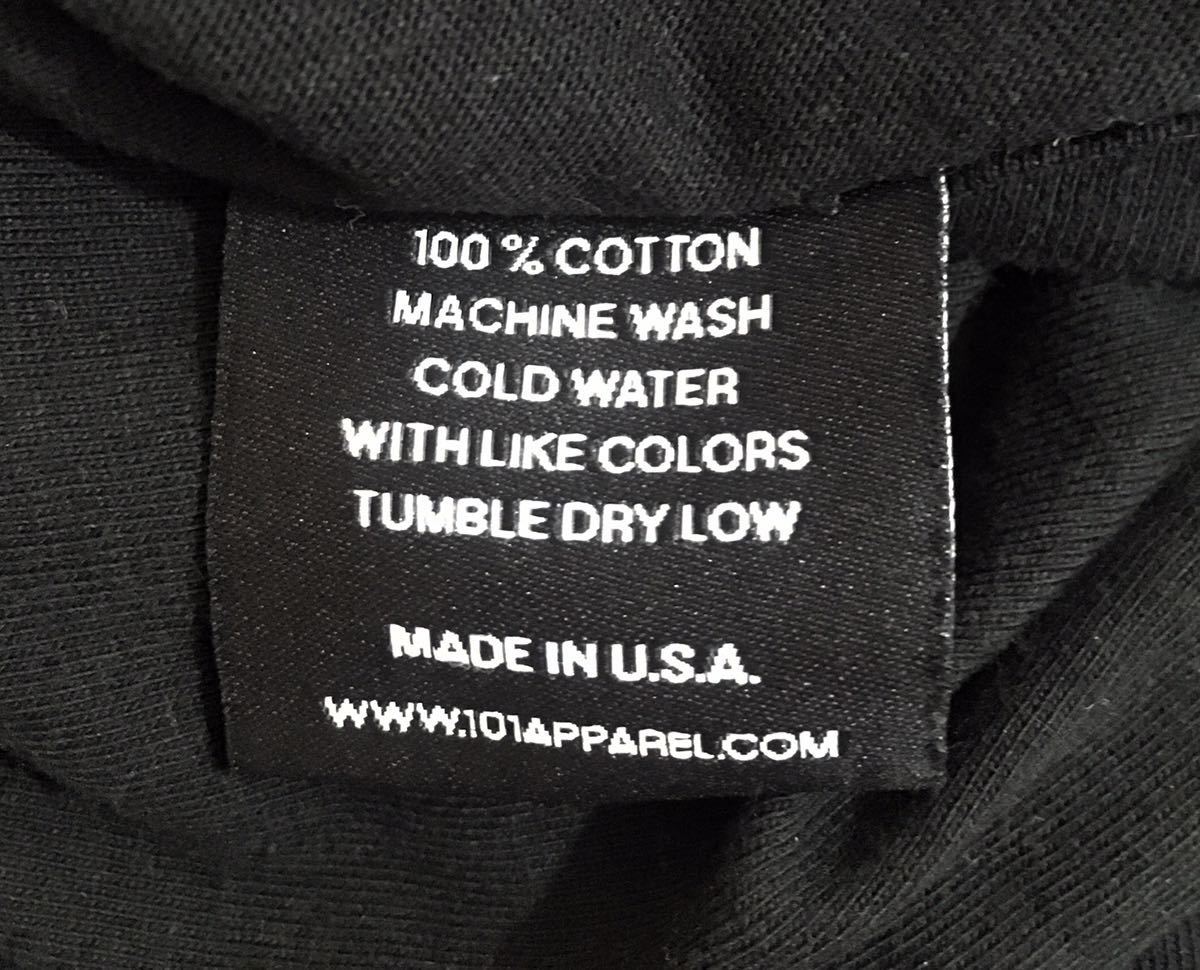 100% COTTON
MACHINE WASH
COLD WATER
WITH LIKE COLORS
TUMBLE DRY LOW
MADE IN U.S.A.
WWW.101APPAREL.COM